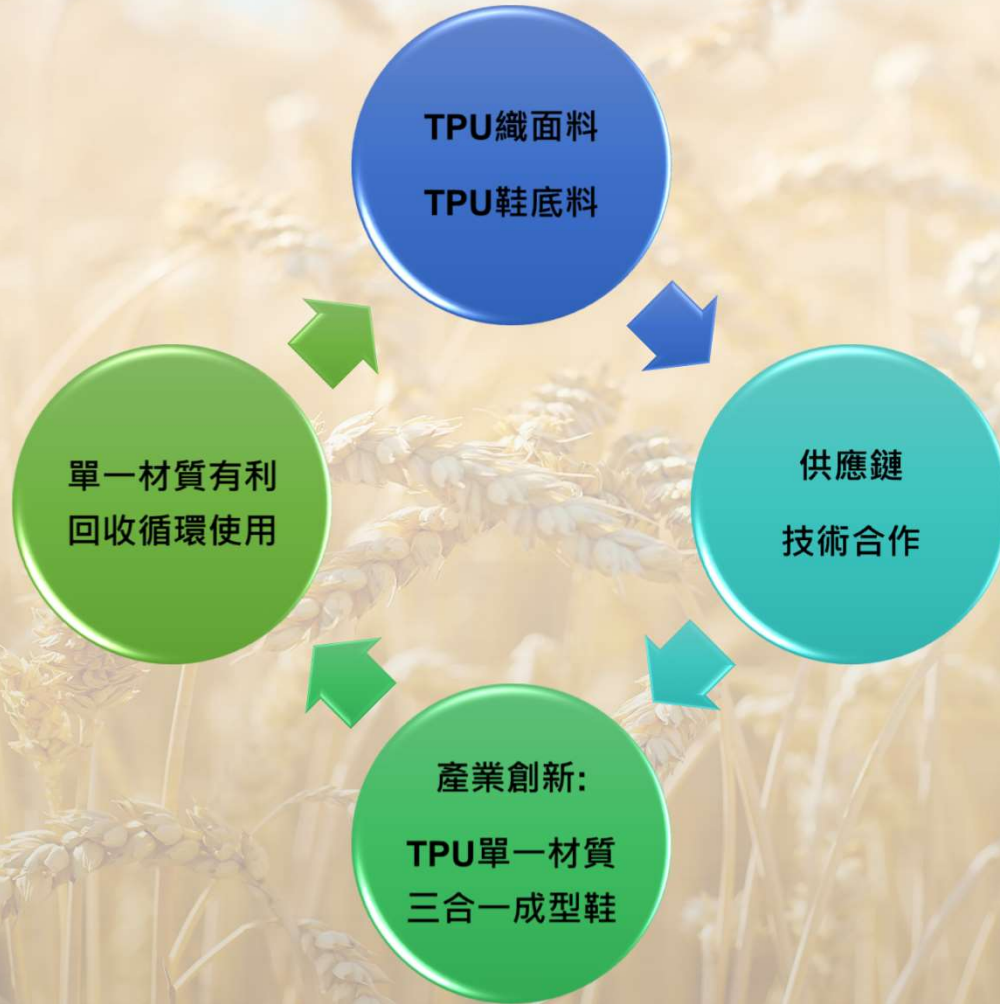 TPU織面料
TPU鞋底料
供應鏈
技術合作
產業創新:
TPU單一材質
三合一成型鞋
單一材質有利
回收循環使用